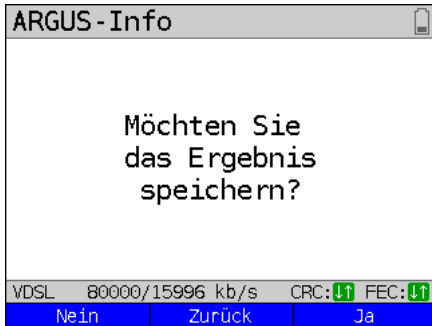 ARGUS-Info
Möchten Sie
das Ergebnis
speichern?
VDSL 80000/15996 kb/s CRC:↓↑ FEC:↓↑
Nein Zurück Ja